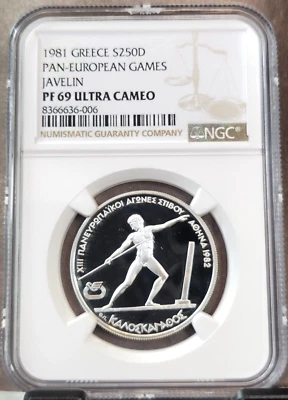 1981 GREECE S250D
PAN-EUROPEAN GAMES
JAVELIN
PF 69 ULTRA CAMEO
8366636-006
NUMISMATIC GUARANTY COMPANY
NGC
XIII ΠΑΝΕΥΡΩΠΑΪΚΟΙ ΑΓΩΝΕΣ ΣΤΙΒΟΥ ΑΘΗΝΑ 1982
ΚΑΛΟΣΚΑΓΑΘΟΣ